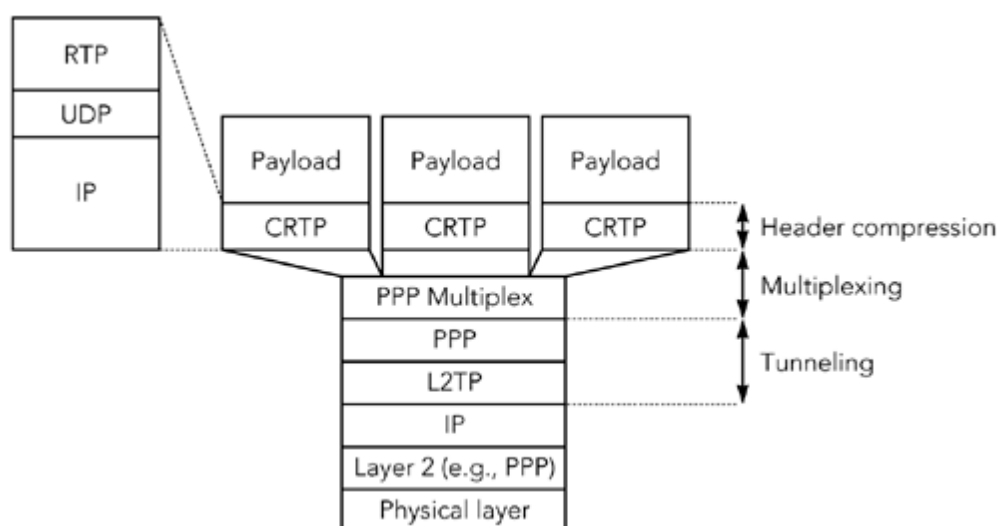 RTP
UDP
IP
Payload
Payload
Payload
CRTP
CRTP
CRTP
Header compression
PPP Multiplex
Multiplexing
PPP
L2TP
Tunneling
IP
Layer 2 (e.g., PPP)
Physical layer